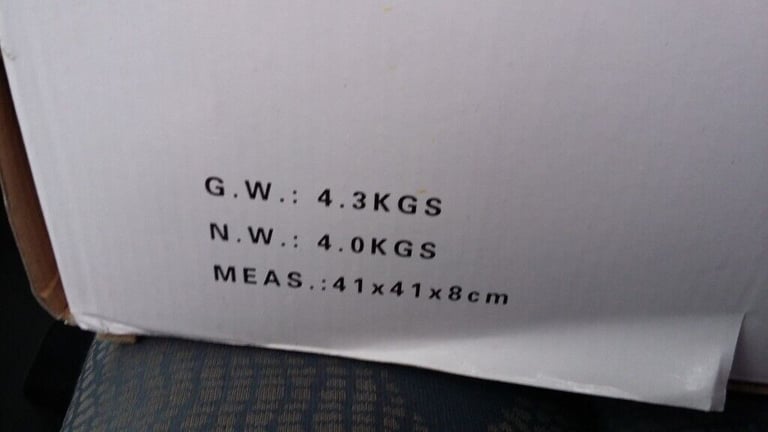 G.W.: 4.3KGS
N.W.: 4.0KGS
MEAS.:41x41x8cm